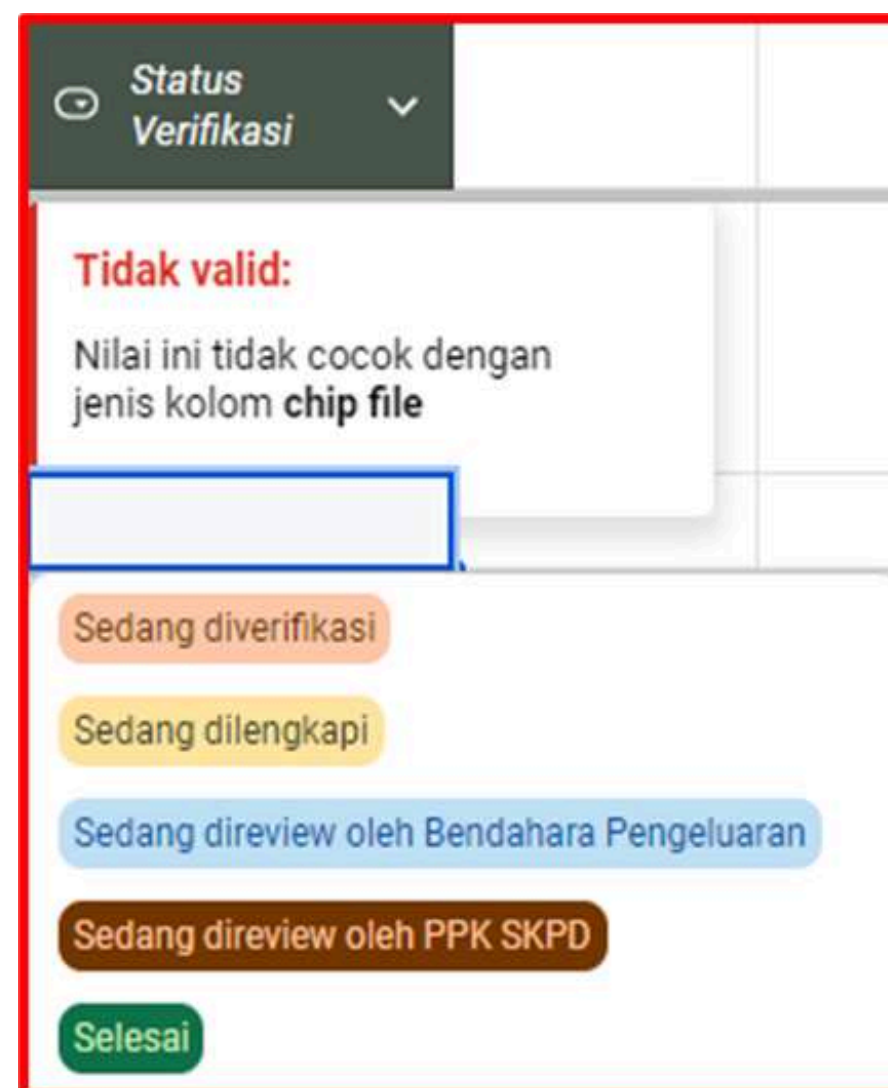 Status
Verifikasi
Tidak valid:
Nilai ini tidak cocok dengan
jenis kolom chip file
Sedang diverifikasi
Sedang dilengkapi
Sedang direview oleh Bendahara Pengeluaran
Sedang direview oleh PPK SKPD
Selesai